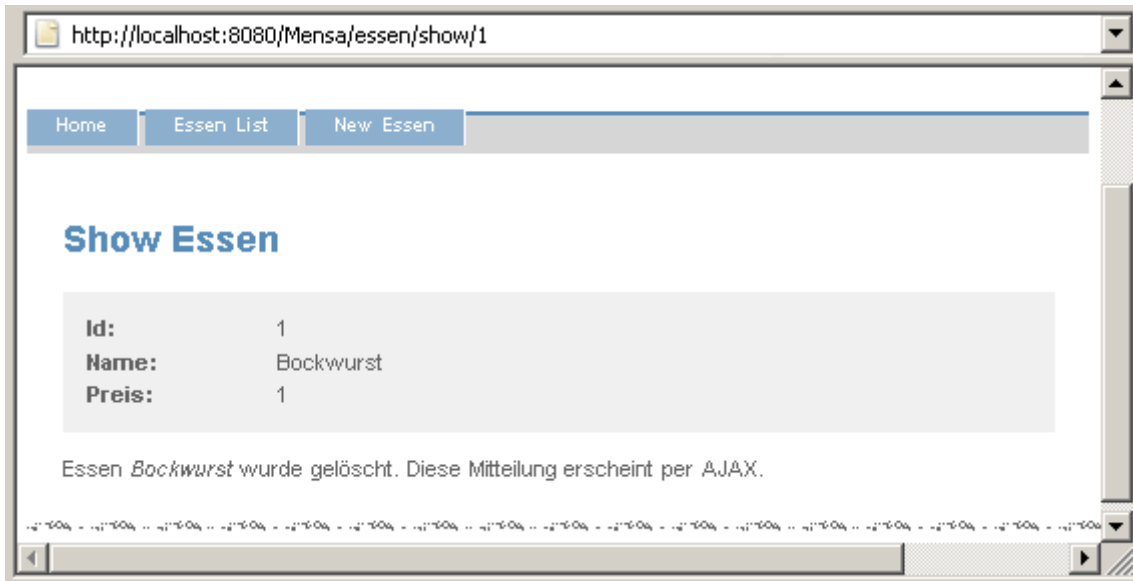 http://localhost:8080/Mensa/essen/show/1
Home Essen List New Essen
Show Essen
Id: 1
Name: Bockwurst
Preis: 1
Essen Bockwurst wurde gelöscht. Diese Mitteilung erscheint per AJAX.